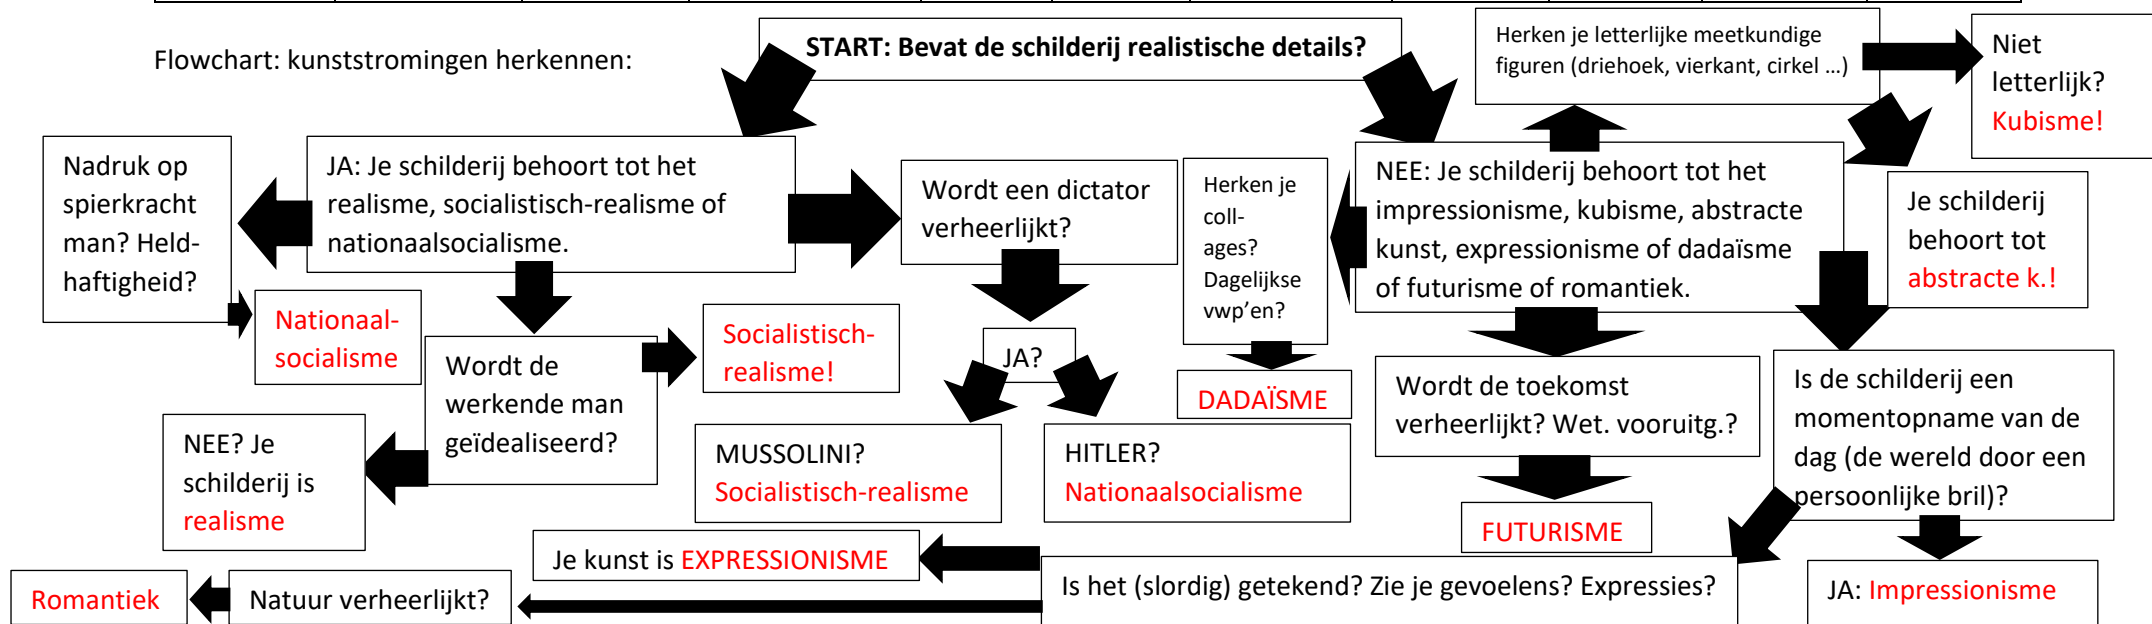 Flowchart: kunststromingen herkennen:
START: Bevat de schilderij realistische details?
Herken je letterlijke meetkundige
figuren (driehoek, vierkant, cirkel …)
Niet
letterlijk?
Kubisme!
Nadruk op
spierkracht
man? Held-
haftigheid?
JA: Je schilderij behoort tot het
realisme, socialistisch-realisme of
nationaalsocialisme.
Wordt een dictator
verheerlijkt?
Herken je
coll-
ages?
Dagelijkse
vwp'en?
NEE: Je schilderij behoort tot het
impressionisme, kubisme, abstracte
kunst, expressionisme of dadaïsme
of futurisme of romantiek.
Je schilderij
behoort tot
abstracte k.!
Nationaal-
socialisme
Wordt de
werkende man
geïdealiseerd?
Socialistisch-
realisme!
JA?
DADAÏSME
Wordt de toekomst
verheerlijkt? Wet. vooruitg.?
Is de schilderij een
momentopname van de
dag (de wereld door een
persoonlijke bril)?
NEE? Je
schilderij is
realisme
MUSSOLINI?
Socialistisch-realisme
HITLER?
Nationaalsocialisme
FUTURISME
Je kunst is EXPRESSIONISME
Is het (slordig) getekend? Zie je gevoelens? Expressies?
JA: Impressionisme
Romantiek
Natuur verheerlijkt?